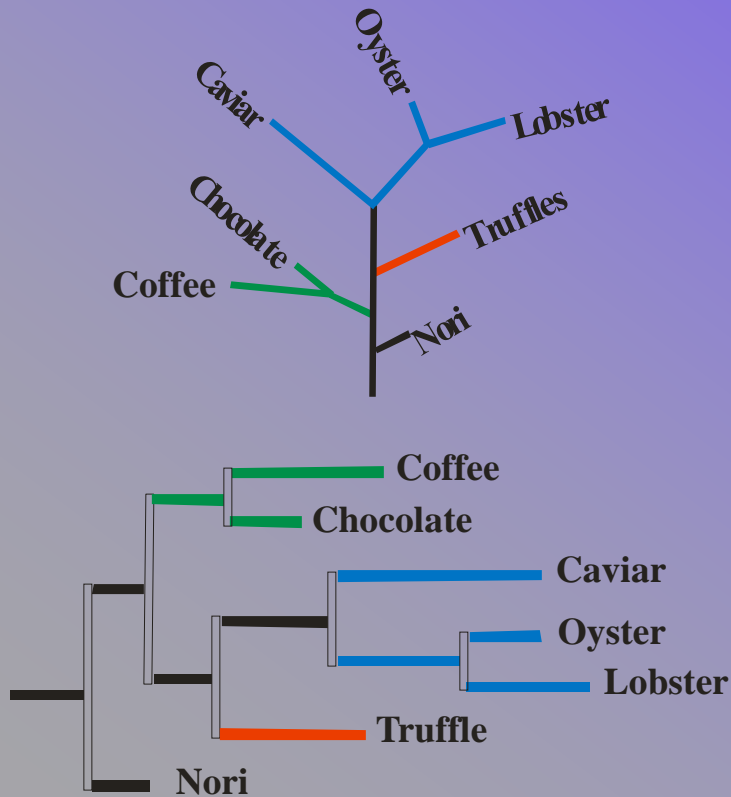 Oyster
Caviar
Lobster
Chocolate
Truffles
Coffee
Nori
Coffee
Chocolate
Caviar
Oyster
Lobster
Truffle
Nori